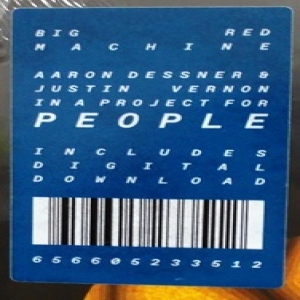 BIG RED
MACHINE
AARON DESSNER &
JUSTIN VERNON
IN A PROJECT FOR
PEOPLE
INCLUDES
DIGITAL
DOWNLOAD
656605233512